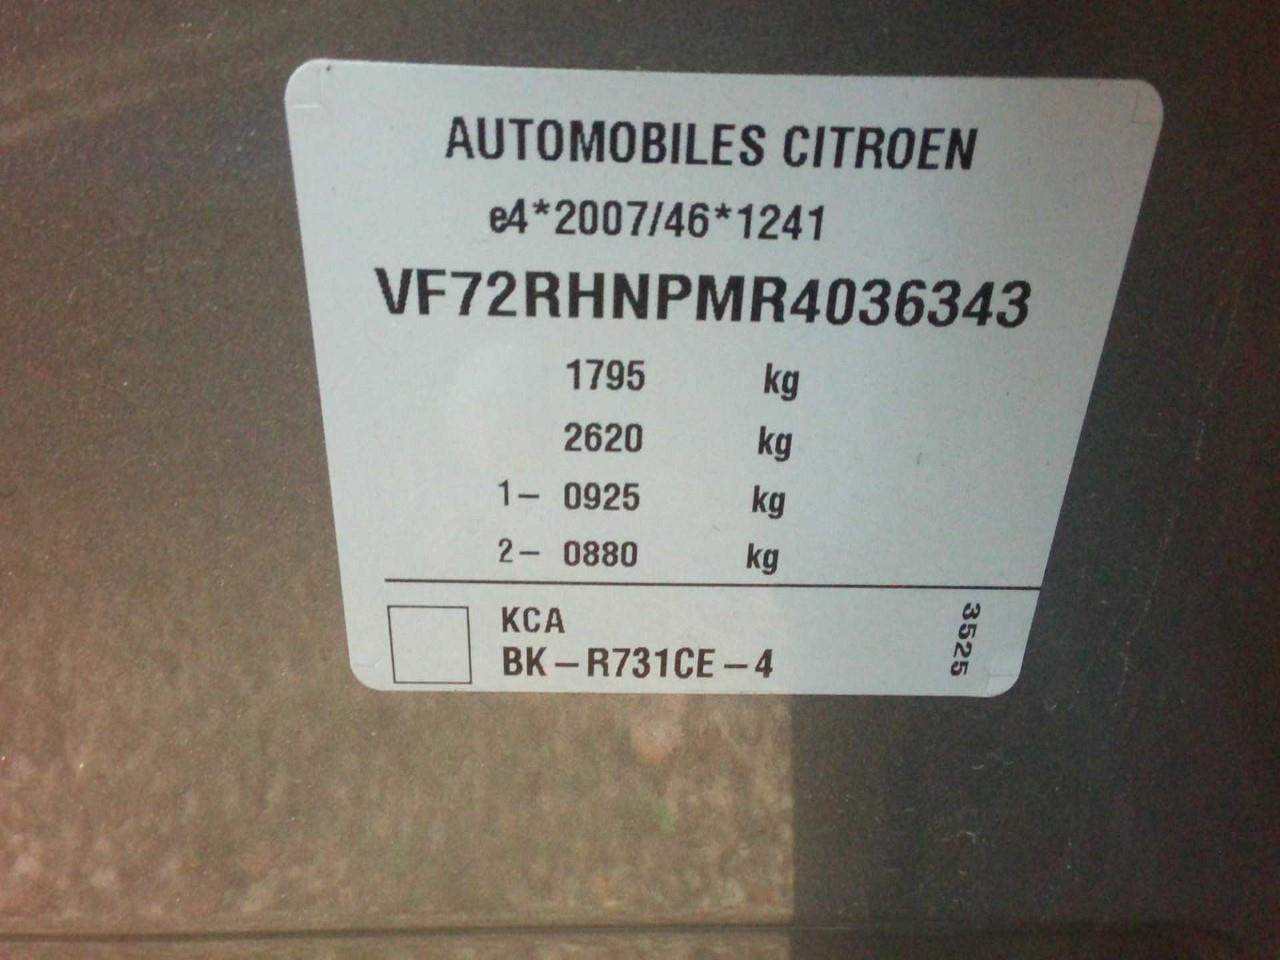 AUTOMOBILES CITROEN
e4*2007/46*1241
VF72RHNPMR4036343
1795 kg
2620 kg
1– 0925 kg
2– 0880 kg
KCA
BK–R731CE–4
3525